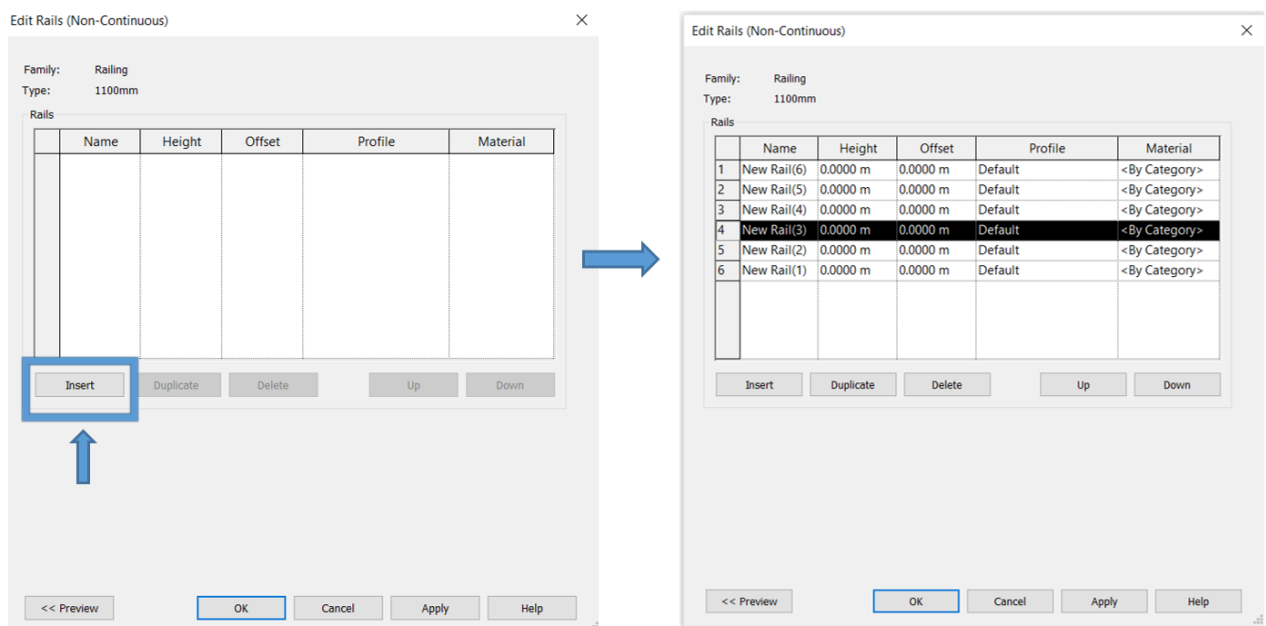 Edit Rails (Non-Continuous)
Family: Railing
Type: 1100mm
Rails
Name Height Offset Profile Material
Insert Duplicate Delete Up Down
<< Preview OK Cancel Apply Help
Edit Rails (Non-Continuous)
Family: Railing
Type: 1100mm
Rails
Name Height Offset Profile Material
1 New Rail(6) 0.0000 m 0.0000 m Default <By Category>
2 New Rail(5) 0.0000 m 0.0000 m Default <By Category>
3 New Rail(4) 0.0000 m 0.0000 m Default <By Category>
4 New Rail(3) 0.0000 m 0.0000 m Default <By Category>
5 New Rail(2) 0.0000 m 0.0000 m Default <By Category>
6 New Rail(1) 0.0000 m 0.0000 m Default <By Category>
Insert Duplicate Delete Up Down
<< Preview OK Cancel Apply Help